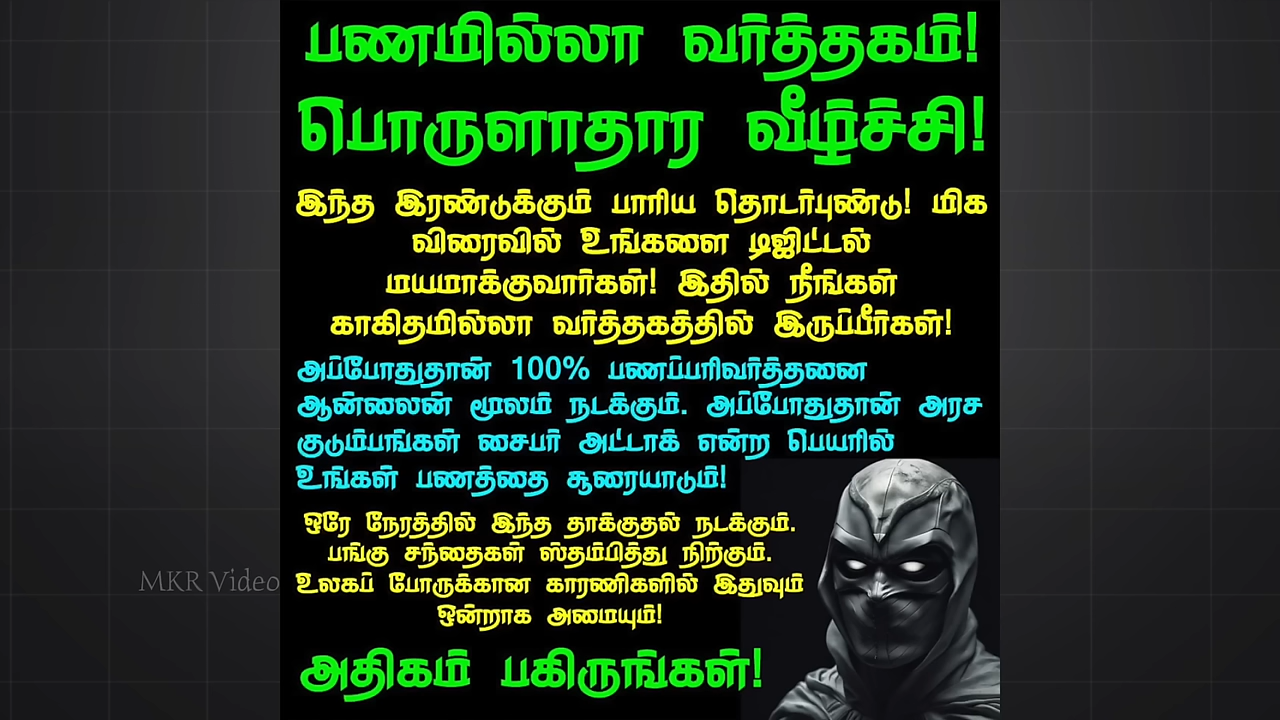 பணமில்லா வர்த்தகம்!
பொருளாதார வீழ்ச்சி!
இந்த இரண்டுக்கும் பாரிய தொடர்புண்டு! மிக
விரைவில் உங்களை டிஜிட்டல்
மயமாக்குவார்கள்! இதில் நீங்கள்
காகிதமில்லா வர்த்தகத்தில் இருப்பீர்கள்!
அப்போதுதான் 100% பணப்பரிவர்த்தனை
ஆன்லைன் மூலம் நடக்கும். அப்போதுதான் அரச
குடும்பங்கள் சைபர் அட்டாக் என்ற பெயரில்
உங்கள் பணத்தை சூரையாடும்!
ஒரே நேரத்தில் இந்த தாக்குதல் நடக்கும்.
பங்கு சந்தைகள் ஸ்தம்பித்து நிற்கும்.
உலகப் போருக்கான காரணிகளில் இதுவும்
ஒன்றாக அமையும்!
MKR Video
அதிகம் பகிருங்கள்!